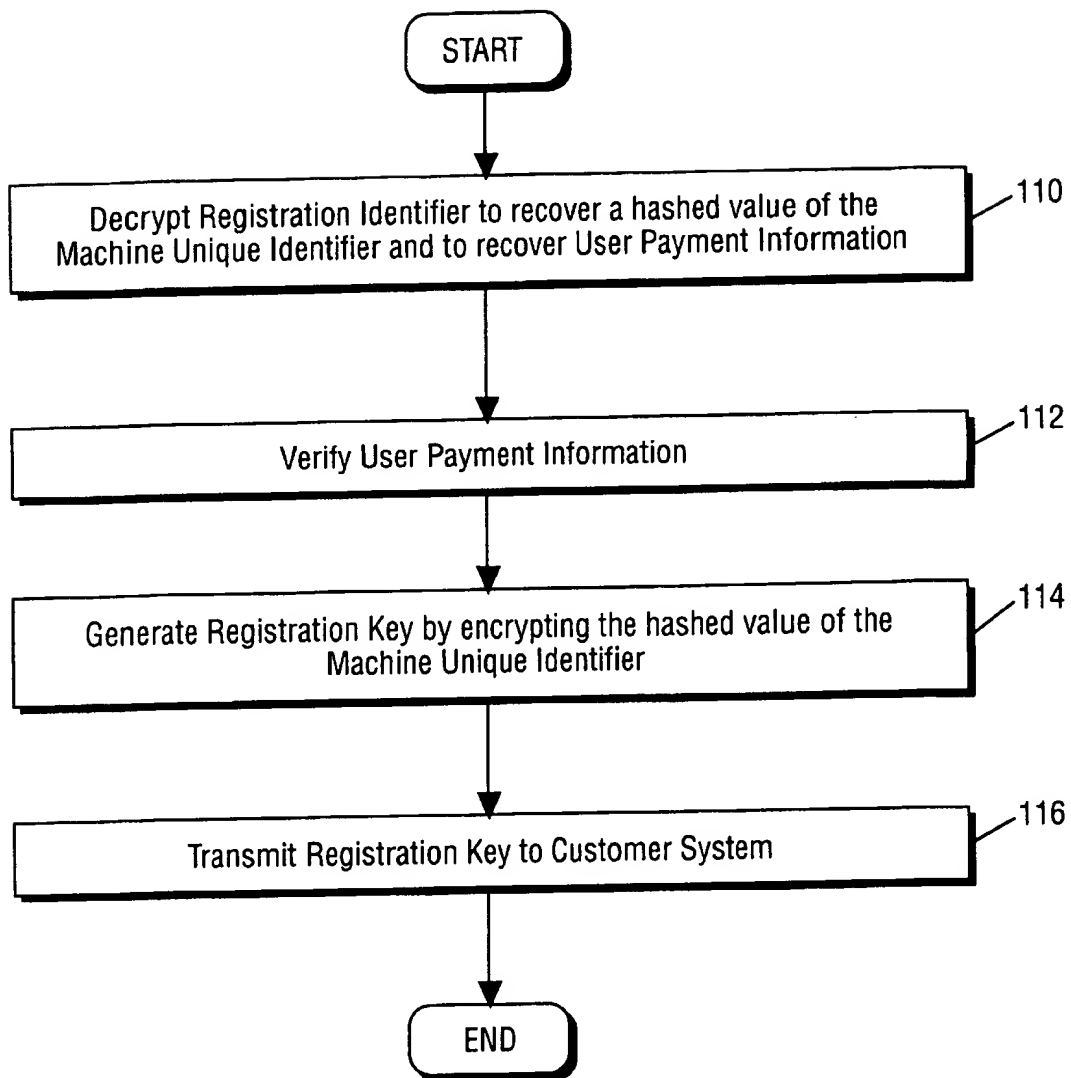 START
Decrypt Registration Identifier to recover a hashed value of the
Machine Unique Identifier and to recover User Payment Information
110
Verify User Payment Information
112
Generate Registration Key by encrypting the hashed value of the
Machine Unique Identifier
114
Transmit Registration Key to Customer System
116
END